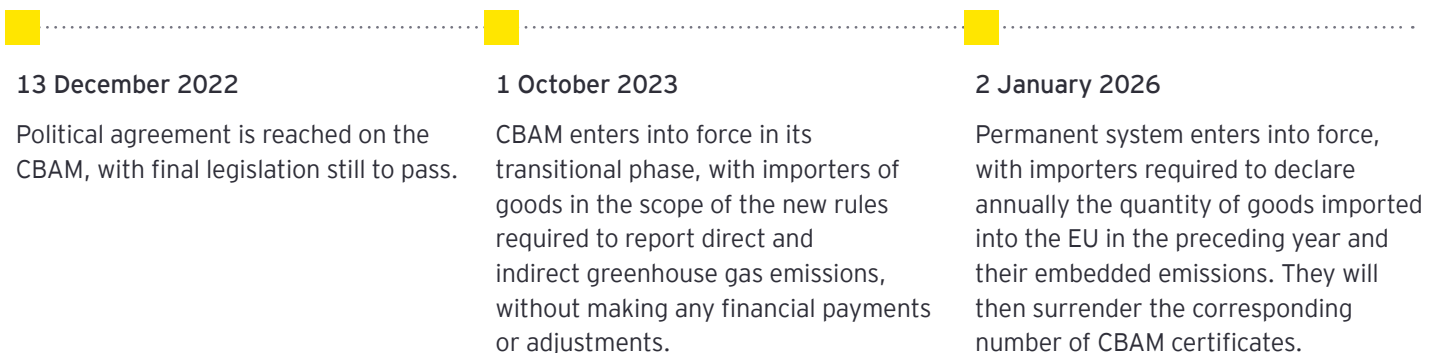 13 December 2022
Political agreement is reached on the
CBAM, with final legislation still to pass.
1 October 2023
CBAM enters into force in its
transitional phase, with importers of
goods in the scope of the new rules
required to report direct and
indirect greenhouse gas emissions,
without making any financial payments
or adjustments.
2 January 2026
Permanent system enters into force,
with importers required to declare
annually the quantity of goods imported
into the EU in the preceding year and
their embedded emissions. They will
then surrender the corresponding
number of CBAM certificates.